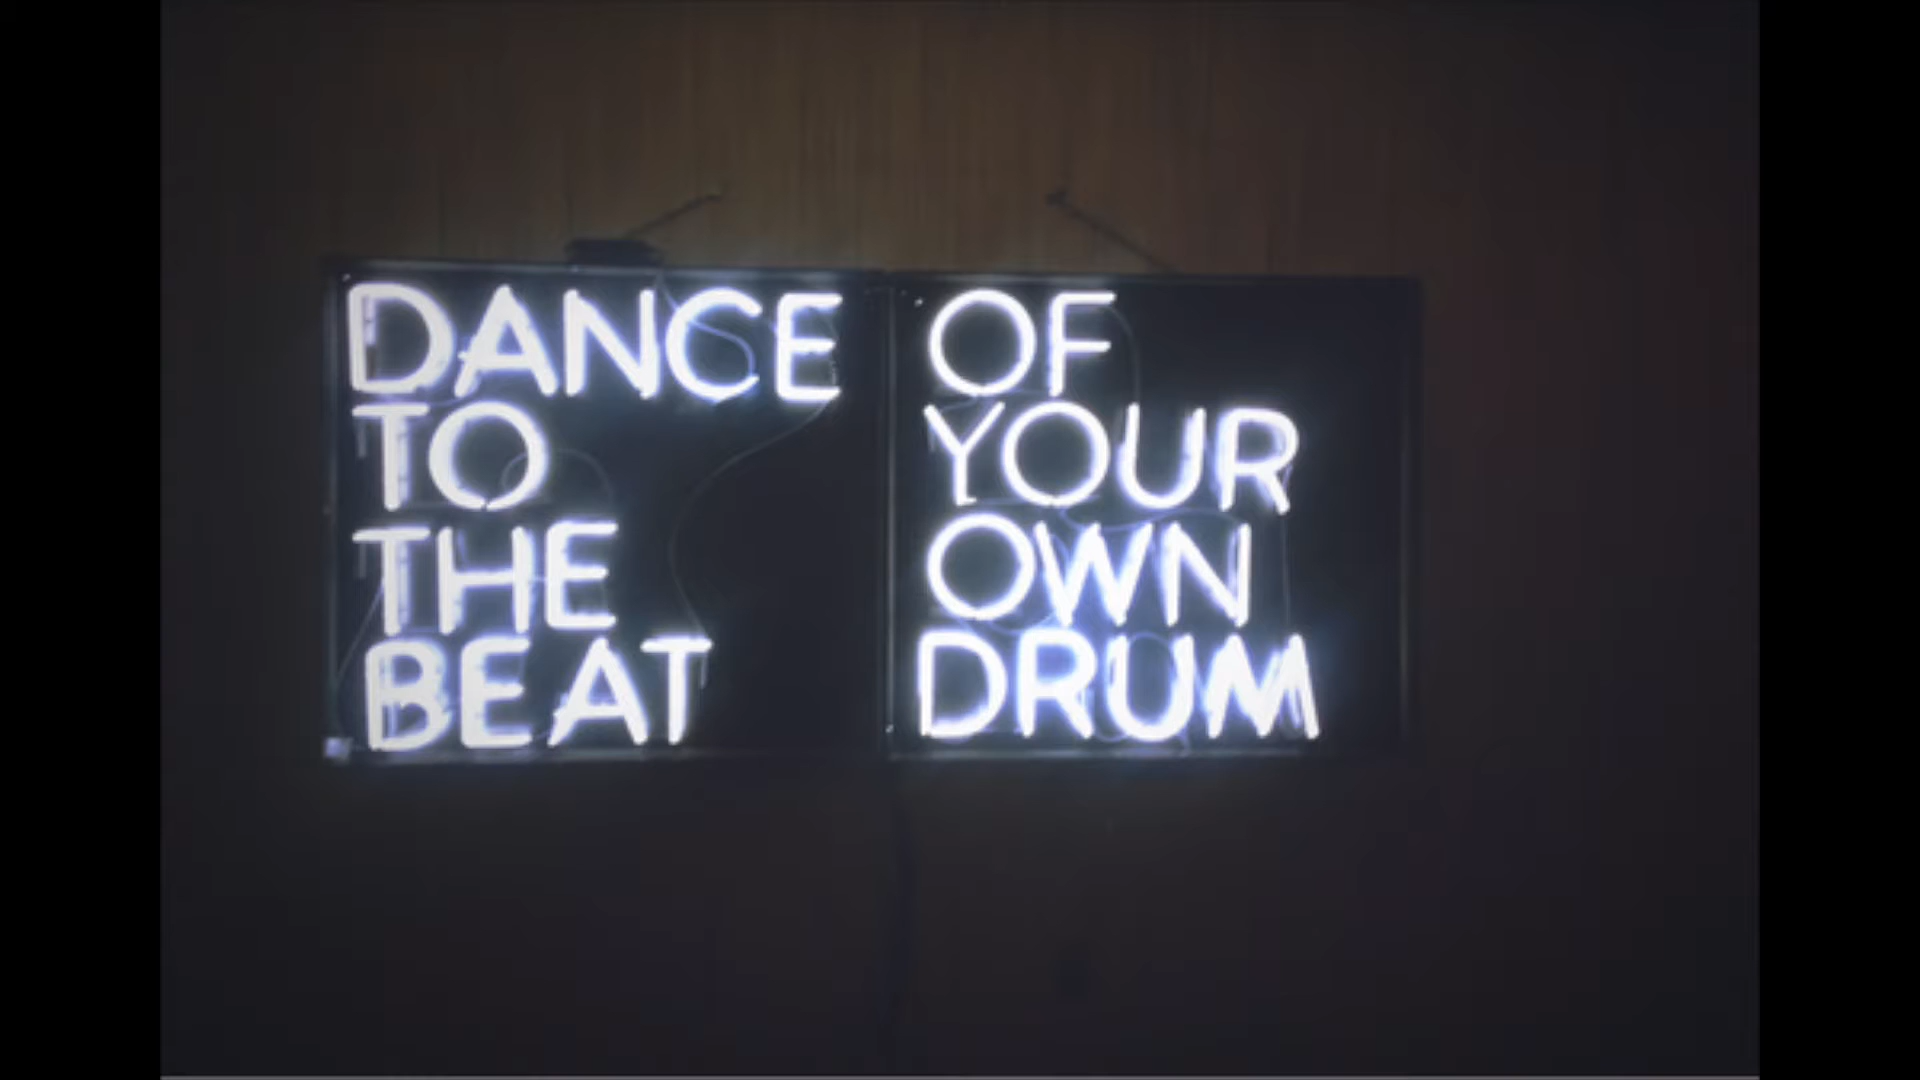 DANCE
TO
THE
BEAT
OF
YOUR
OWN
DRUM